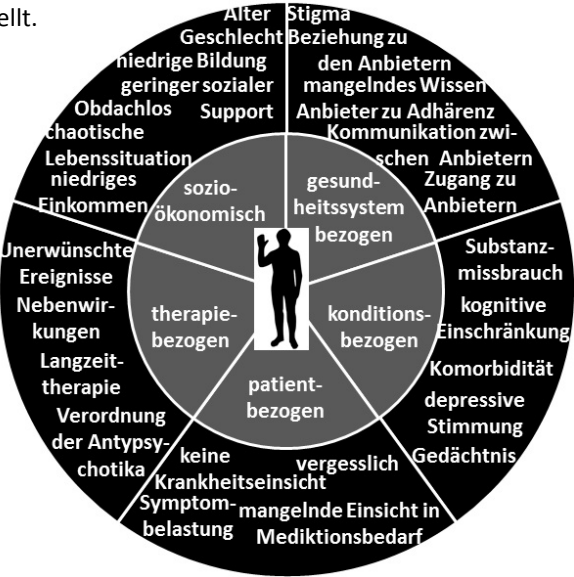 ellt.
Alter
Geschlecht
niedrige Bildung
geringer sozialer
Support
Obdachlos
chaotische
Lebenssituation
niedriges
Einkommen
Stigma
Beziehung zu
den Anbietern
mangelndes Wissen
Anbieter zu Adhärenz
Kommunikation zwi-
schen Anbietern
Zugang zu
Anbietern
sozio-
ökonomisch
gesund-
heitssystem
bezogen
Unerwünschte
Ereignisse
Nebenwir-
kungen
Langzeit-
therapie
Verordnung
der Antypsy-
chotika
therapie-
bezogen
konditions-
bezogen
Substanz-
missbrauch
kognitive
Einschränkung
Komorbidität
depressive
Stimmung
Gedächtnis
patient-
bezogen
keine
Krankheitseinsicht
vergesslich
Symptom-
belastung
mangelnde Einsicht in
Mediktionsbedarf